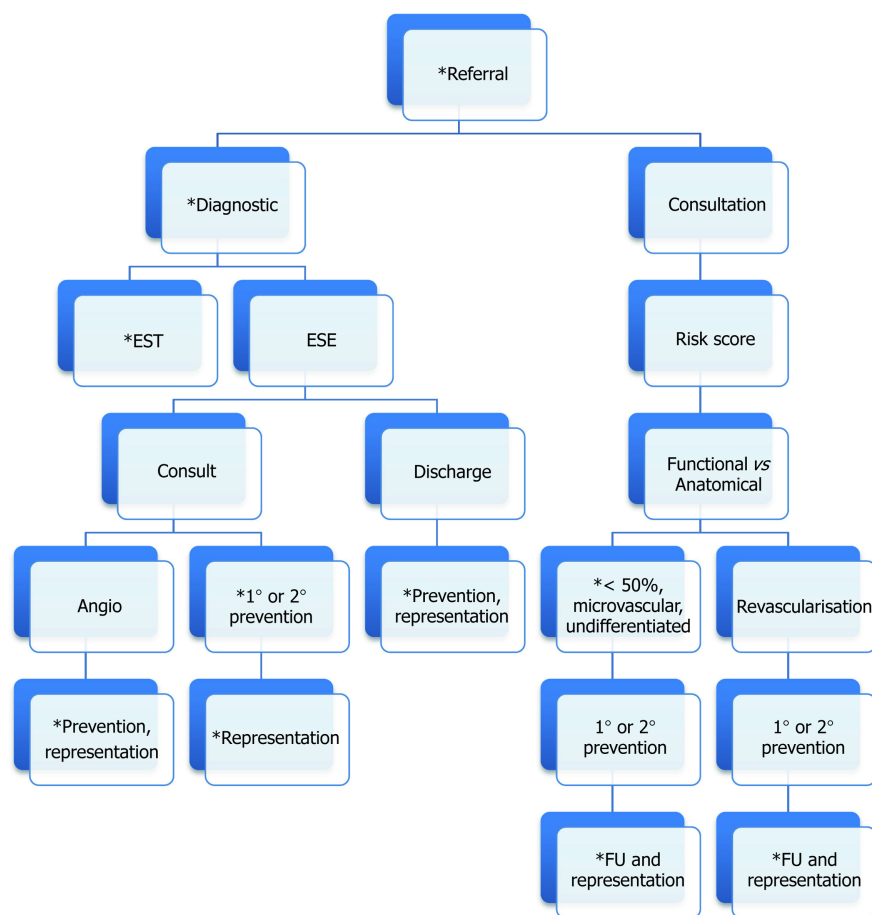 *Referral
*Diagnostic
Consultation
*EST
ESE
Risk score
Consult
Discharge
Functional vs
Anatomical
Angio
*1° or 2°
prevention
*Prevention,
representation
*< 50%,
microvascular,
undifferentiated
Revascularisation
*Prevention,
representation
*Representation
1° or 2°
prevention
1° or 2°
prevention
*FU and
representation
*FU and
representation